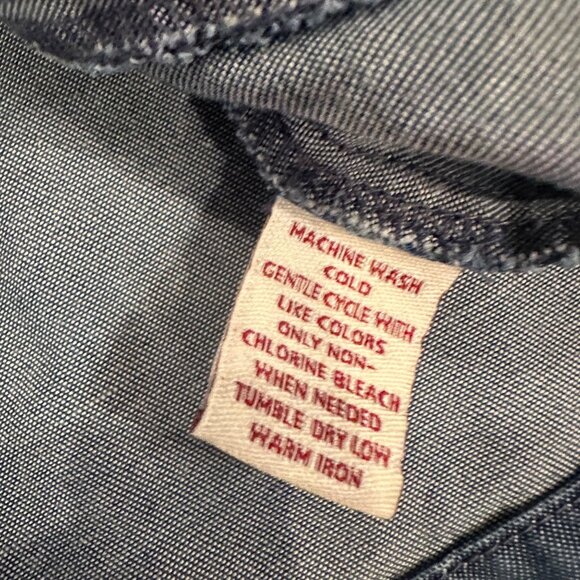 MACHINE WASH
COLD
GENTLE CYCLE WITH
LIKE COLORS
ONLY NON-
CHLORINE BLEACH
WHEN NEEDED
TUMBLE DRY LOW
WARM IRON